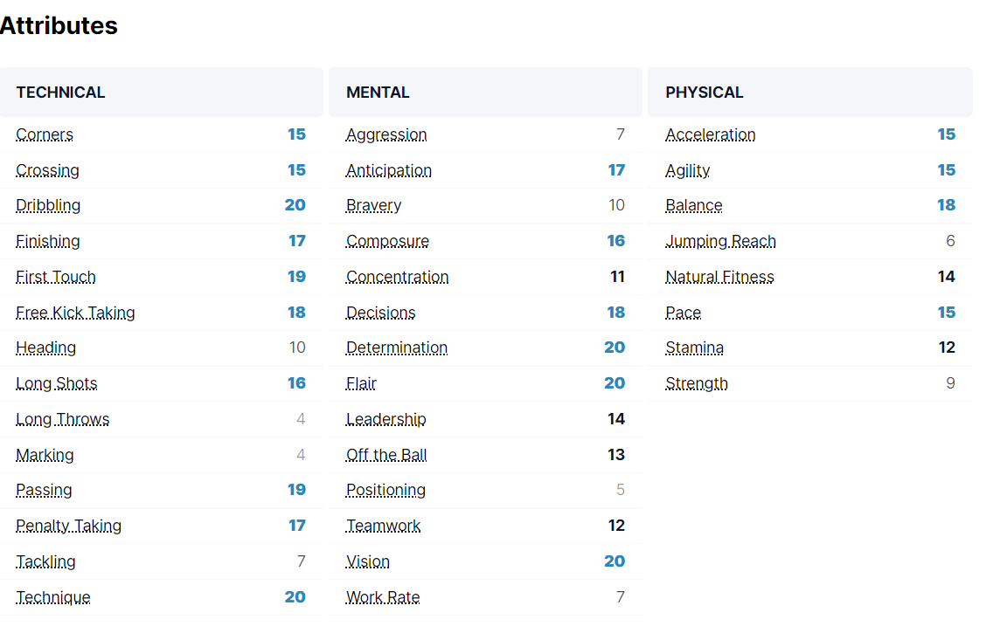 Attributes
TECHNICAL MENTAL PHYSICAL
Corners 15 Aggression 7 Acceleration 15
Crossing 15 Anticipation 17 Agility 15
Dribbling 20 Bravery 10 Balance 18
Finishing 17 Composure 16 Jumping Reach 6
First Touch 19 Concentration 11 Natural Fitness 14
Free Kick Taking 18 Decisions 18 Pace 15
Heading 10 Determination 20 Stamina 12
Long Shots 16 Flair 20 Strength 9
Long Throws 4 Leadership 14
Marking 4 Off the Ball 13
Passing 19 Positioning 5
Penalty Taking 17 Teamwork 12
Tackling 7 Vision 20
Technique 20 Work Rate 7